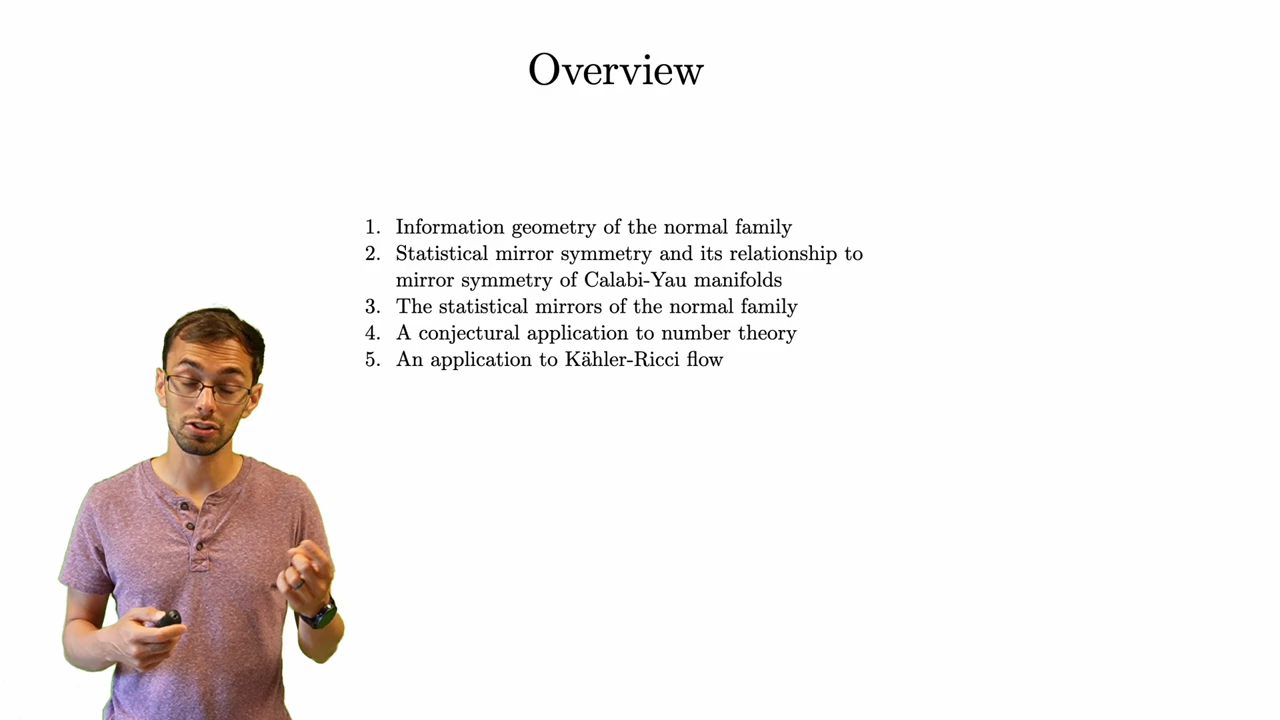 Overview
1. Information geometry of the normal family
2. Statistical mirror symmetry and its relationship to
mirror symmetry of Calabi-Yau manifolds
3. The statistical mirrors of the normal family
4. A conjectural application to number theory
5. An application to Kähler-Ricci flow